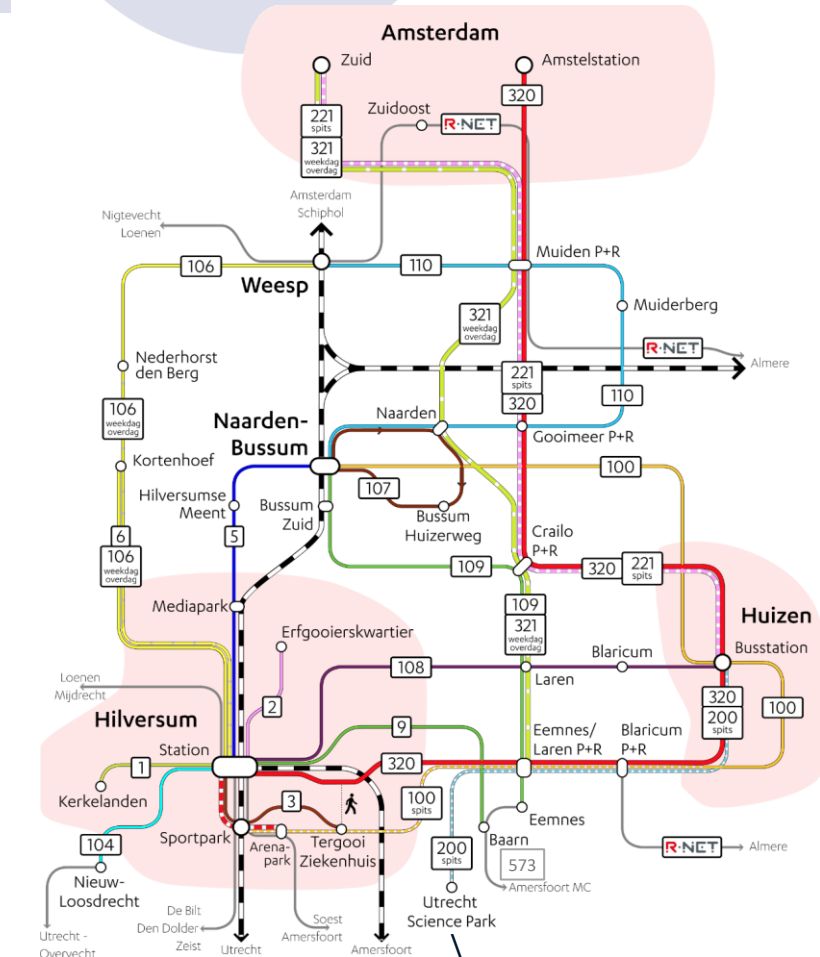 Amsterdam
Zuid
Amstelstation
320
221
spits
321
weekdag
overdag
Zuidoost
R·NET
Amsterdam
Schiphol
Nigtevecht
Loenen
106
110
Muiden P+R
Weesp
Muiderberg
321
weekdag
overdag
R·NET
Almere
Nederhorst
den Berg
221
spits
320
110
106
weekdag
overdag
Naarden-
Bussum
Naarden
Gooimeer P+R
Kortenhoef
100
Hilversumse
Meent
107
Bussum
Zuid
Bussum
Huizerweg
6
106
weekdag
overdag
5
Crailo
P+R
109
320
221
spits
Mediapark
109
321
weekdag
overdag
Huizen
Erfgooierskwartier
Blaricum
Busstation
108
Laren
Loenen
Mijdrecht
2
320
200
spits
100
Hilversum
9
Station
Eemnes/
Laren P+R
Blaricum
P+R
1
320
Kerkelanden
3
100
spits
Eemnes
Sportpark
Arena-
park
Tergooi
Ziekenhuis
104
Baarn
200
spits
R·NET
Almere
573
Nieuw-
Loosdrecht
Amersfoort MC
Utrecht
Science Park
De Bilt
Den Dolder
Zeist
Soest
Amersfoort
Utrecht -
Overvecht
Utrecht
Amersfoort